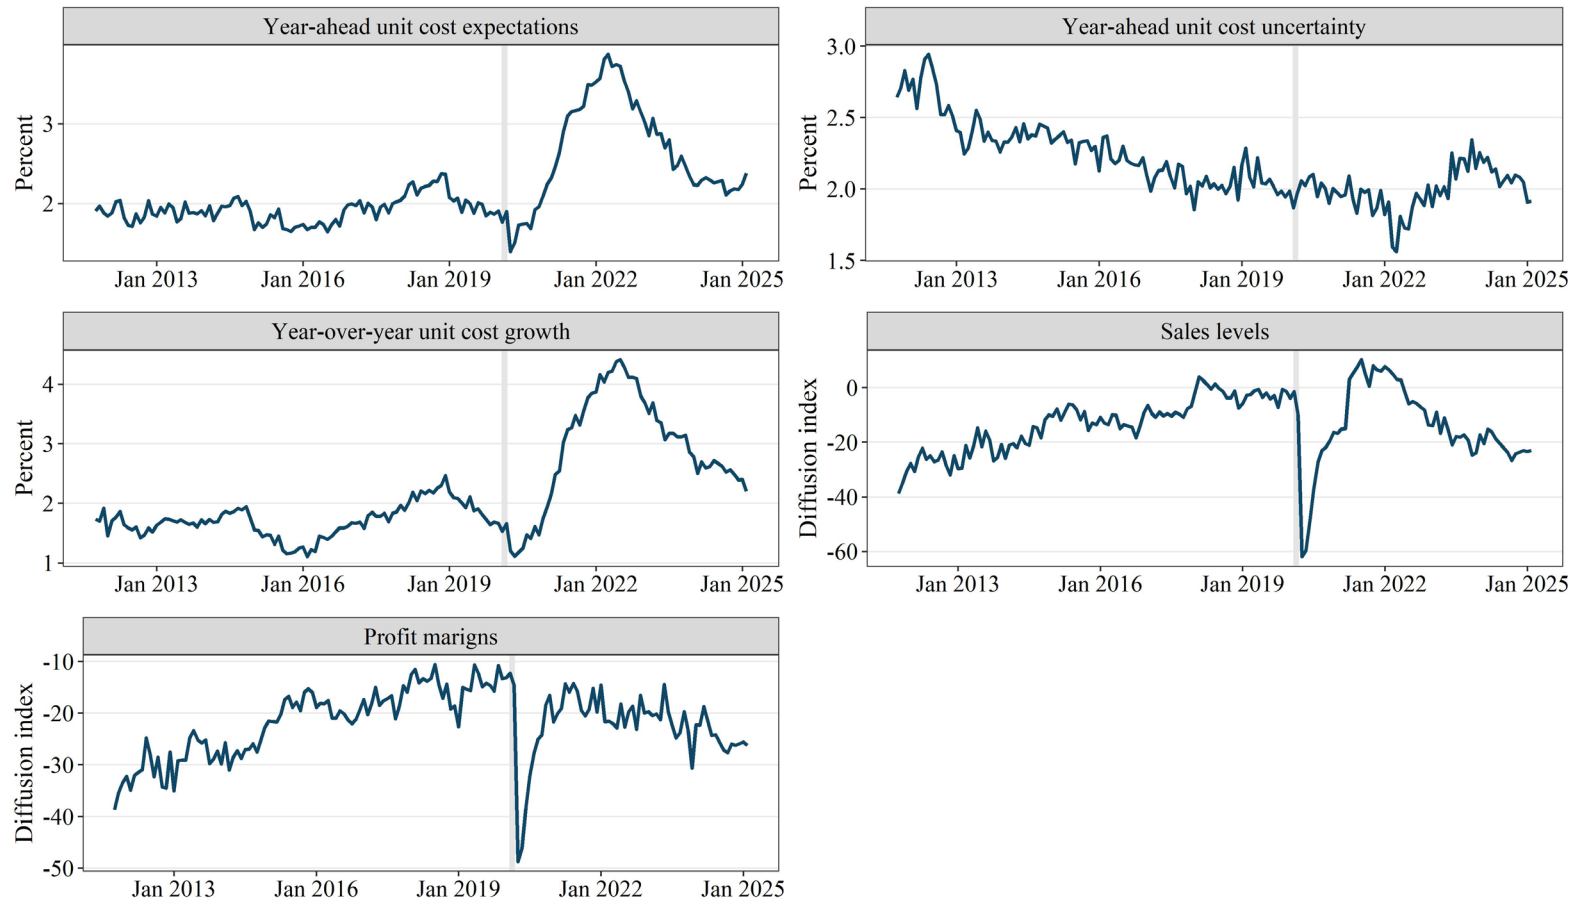 Year-ahead unit cost expectations
Percent
3
2
Jan 2013 Jan 2016 Jan 2019 Jan 2022 Jan 2025
Year-ahead unit cost uncertainty
Percent
3.0
2.5
2.0
1.5
Jan 2013 Jan 2016 Jan 2019 Jan 2022 Jan 2025
Year-over-year unit cost growth
Percent
4
3
2
1
Jan 2013 Jan 2016 Jan 2019 Jan 2022 Jan 2025
Sales levels
Diffusion index
0
-20
-40
-60
Jan 2013 Jan 2016 Jan 2019 Jan 2022 Jan 2025
Profit marigns
Diffusion index
-10
-20
-30
-40
-50
Jan 2013 Jan 2016 Jan 2019 Jan 2022 Jan 2025